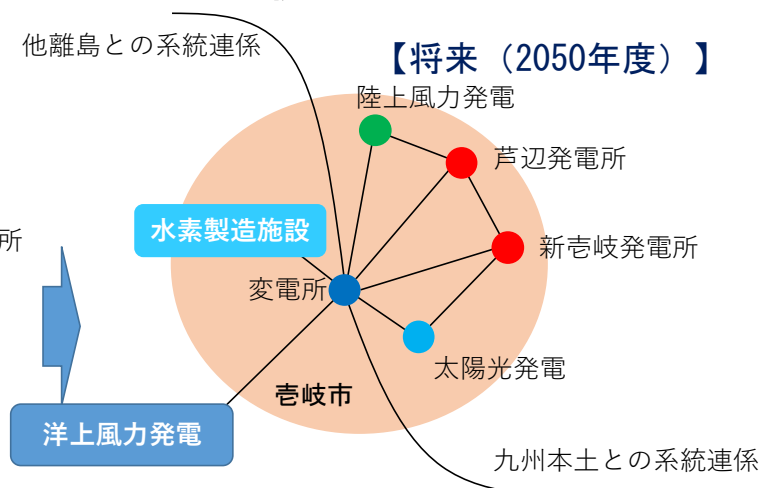 他離島との系統連係
【将来（2050年度）】
陸上風力発電
芦辺発電所
水素製造施設
所
新壱岐発電所
変電所
太陽光発電
壱岐市
洋上風力発電
九州本土との系統連係